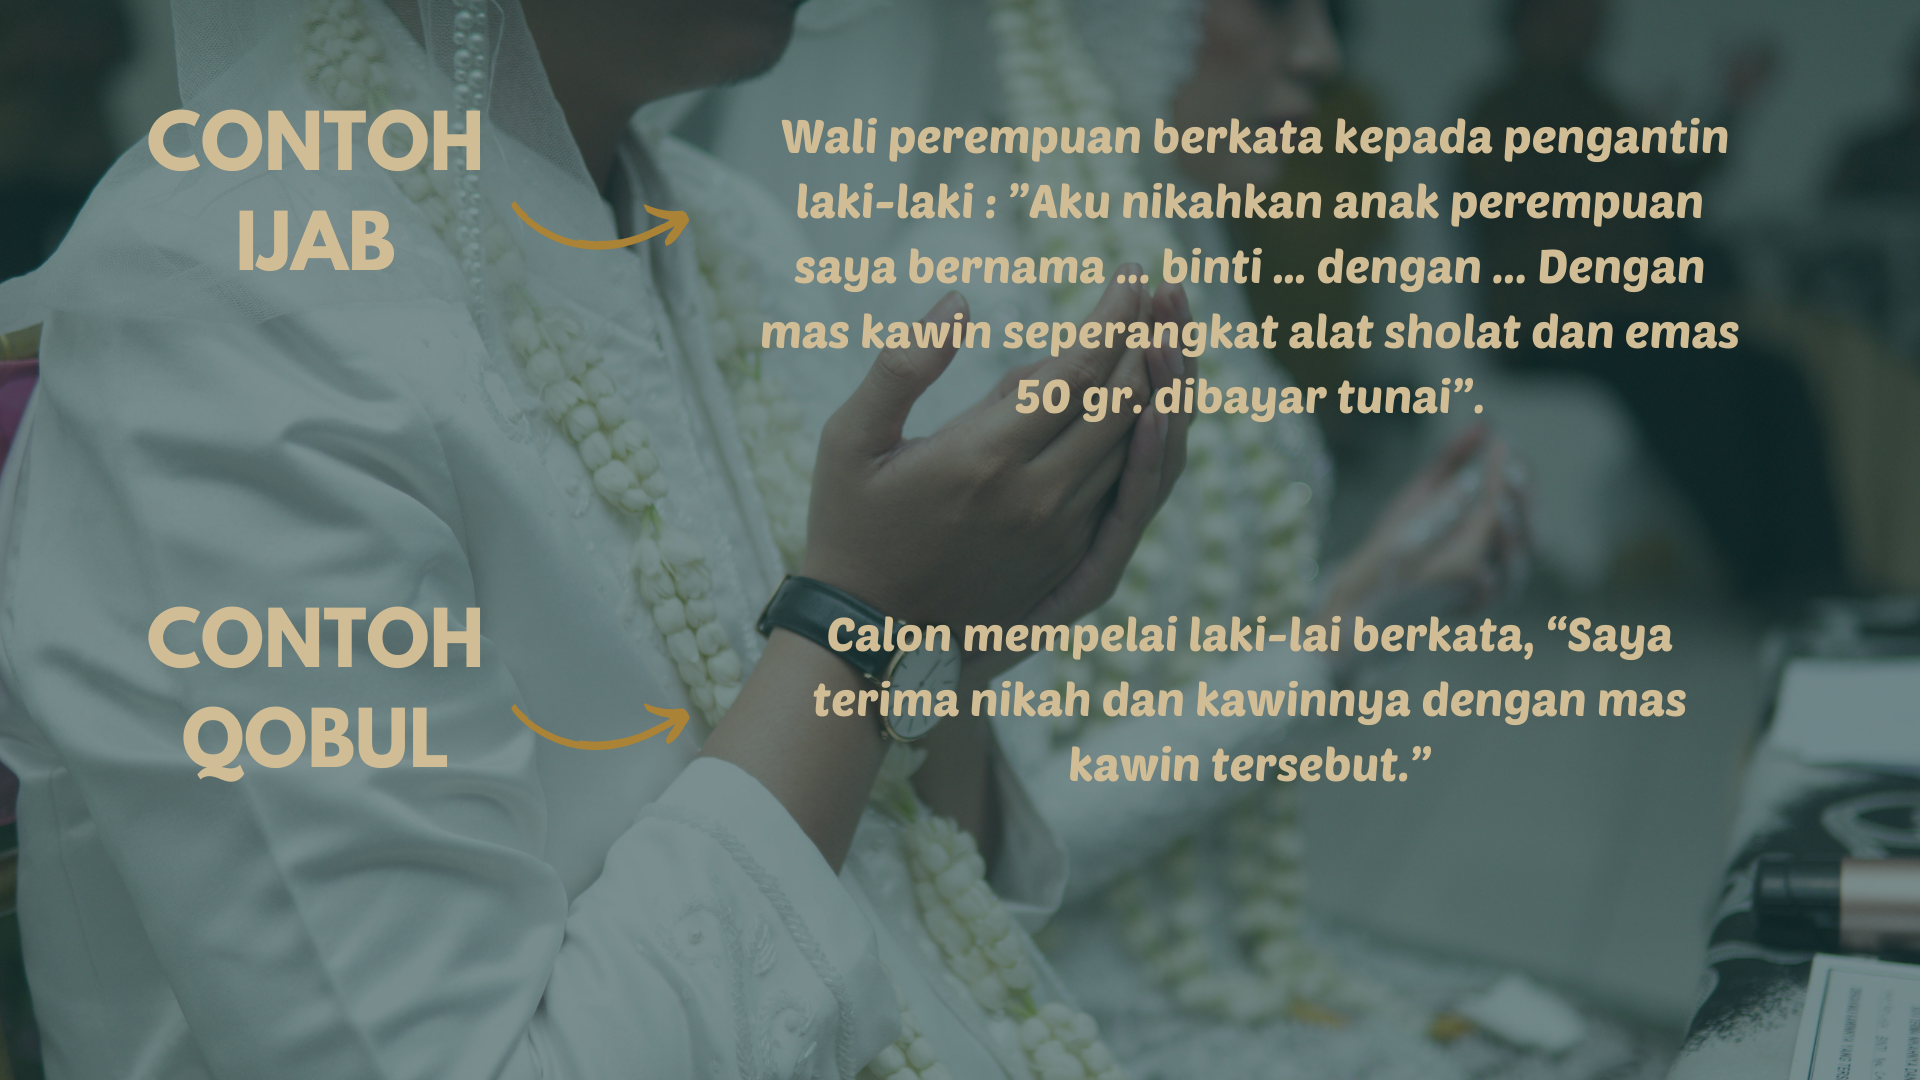 CONTOH
IJAB
Wali perempuan berkata kepada pengantin
laki-laki : ”Aku nikahkan anak perempuan
saya bernama ... binti ... dengan ... Dengan
mas kawin seperangkat alat sholat dan emas
50 gr. dibayar tunai”.
CONTOH
QOBUL
Calon mempelai laki-lai berkata, “Saya
terima nikah dan kawinnya dengan mas
kawin tersebut.”